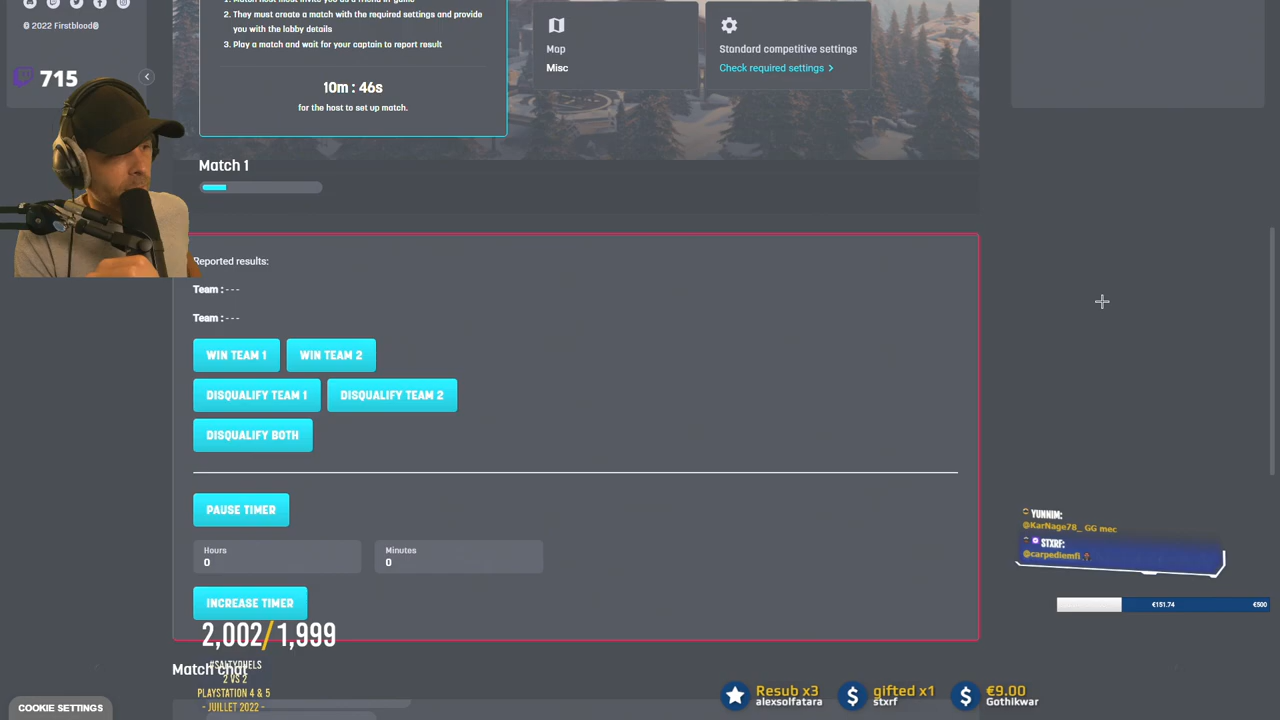 © 2022 Firstblood®
715
2. They must create a match with the required settings and provide
you with the lobby details
3. Play a match and wait for your captain to report result
10m : 46s
for the host to set up match.
Map
Misc
Standard competitive settings
Check required settings >
Match 1
Reported results:
Team : ---
Team : ---
WIN TEAM 1
WIN TEAM 2
DISQUALIFY TEAM 1
DISQUALIFY TEAM 2
DISQUALIFY BOTH
PAUSE TIMER
Hours
0
Minutes
0
INCREASE TIMER
2,002/1,999
Match chat
#SALTYDUELS
2 VS 2
PLAYSTATION 4 & 5
- JUILLET 2022 -
COOKIE SETTINGS
YUNNIM:
@KarNage78_ GG mec
STXRF:
@carpediemfi
€151.74
€500
Resub x3
alexsolfatara
gifted x1
stxrf
€9.00
Gothikwar